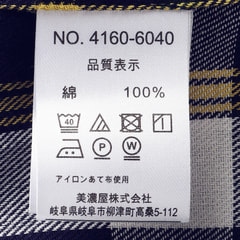 NO. 4160-6040
品質表示
綿 100%
40
P W
アイロンあて布使用
美濃屋株式会社
岐阜県岐阜市柳津町高桑5-112